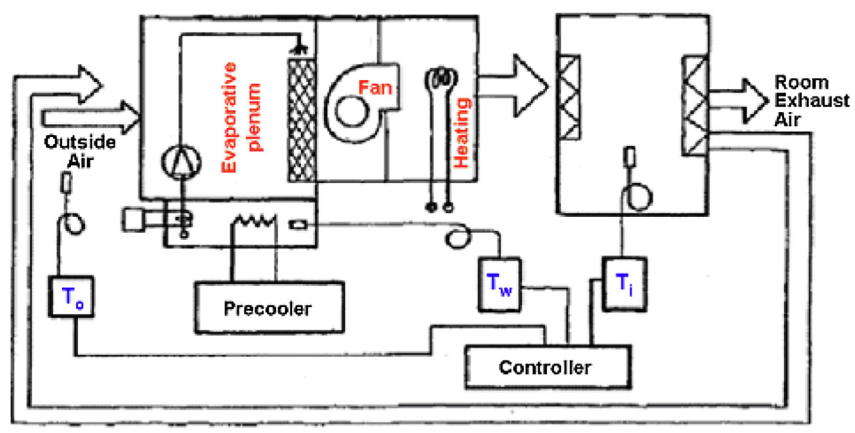 Outside
Air
Evaporative
plenum
Fan
Heating
Room
Exhaust
Air
To
Precooler
Tw
Ti
Controller